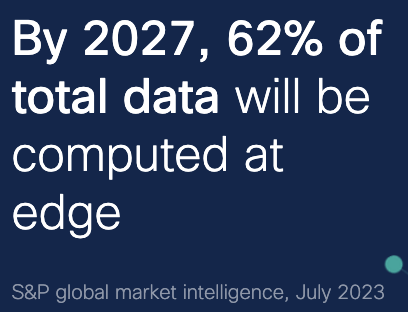 By 2027, 62% of
total data will be
computed at
edge
S&P global market intelligence, July 2023